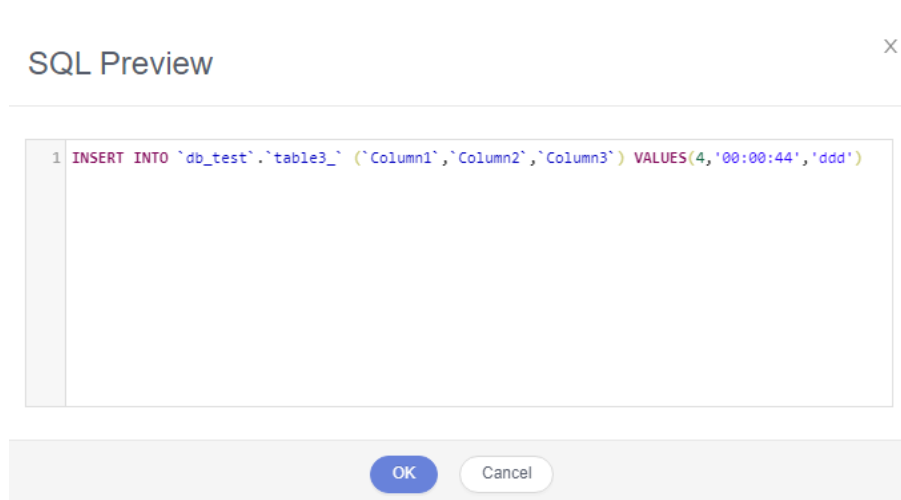 SQL Preview
X
1 INSERT INTO `db_test`.`table3_` (`Column1`,`Column2`,`Column3`) VALUES(4,'00:00:44','ddd')
OK
Cancel